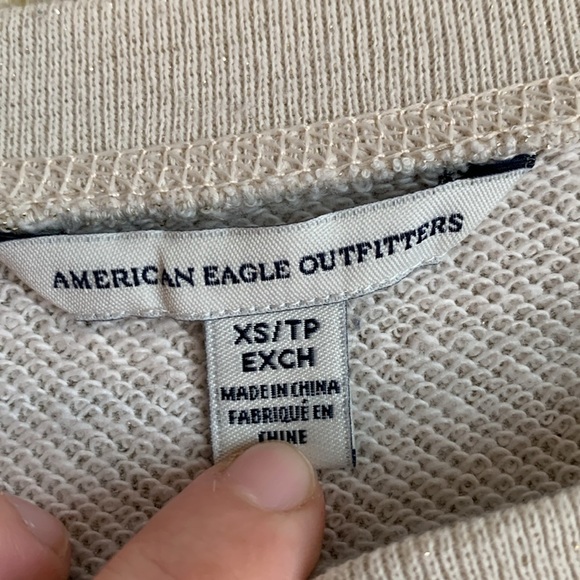 AMERICAN EAGLE OUTFITTERS
XS/TP
EXCH
MADE IN CHINA
FABRIQUÉ EN
CHINE